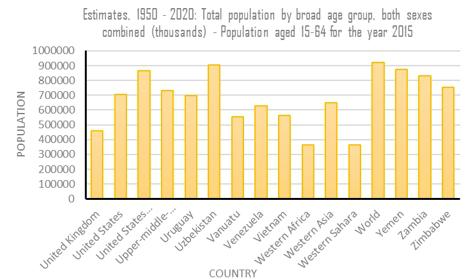 Estimates, 1950 - 2020: Total population by broad age group, both sexes
combined (thousands) - Population aged 15-64 for the year 2015
1000000
900000
800000
700000
600000
500000
400000
300000
200000
100000
0
POPULATION
United Kingdom
United States
United States...
Upper-middle-...
Uruguay
Uzbekistan
Vanuatu
Venezuela
Vietnam
Western Africa
Western Asia
Western Sahara
World
Yemen
Zambia
Zimbabwe
COUNTRY